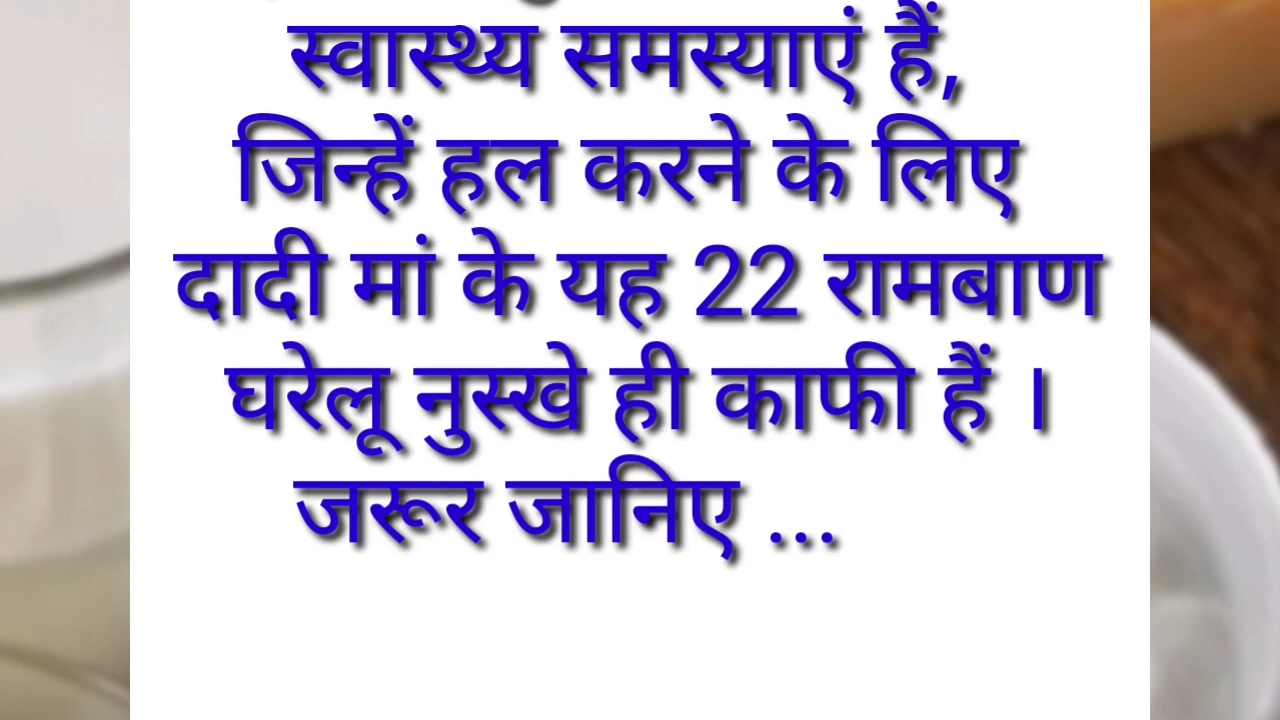 स्वास्थ्य समस्याएं हैं,
जिन्हें हल करने के लिए
दादी मां के यह 22 रामबाण
घरेलू नुस्खे ही काफी हैं ।
जरूर जानिए ...